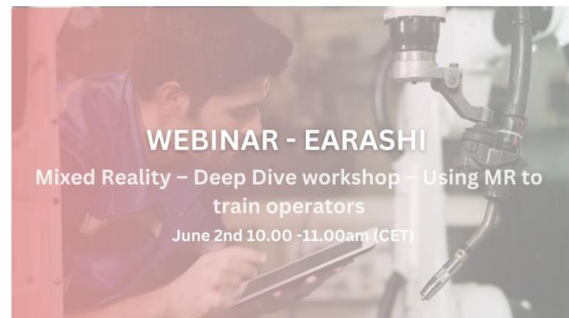 WEBINAR - EARASHI
Mixed Reality – Deep Dive workshop – Using MR to
train operators
June 2nd 10.00 -11.00am (CET)